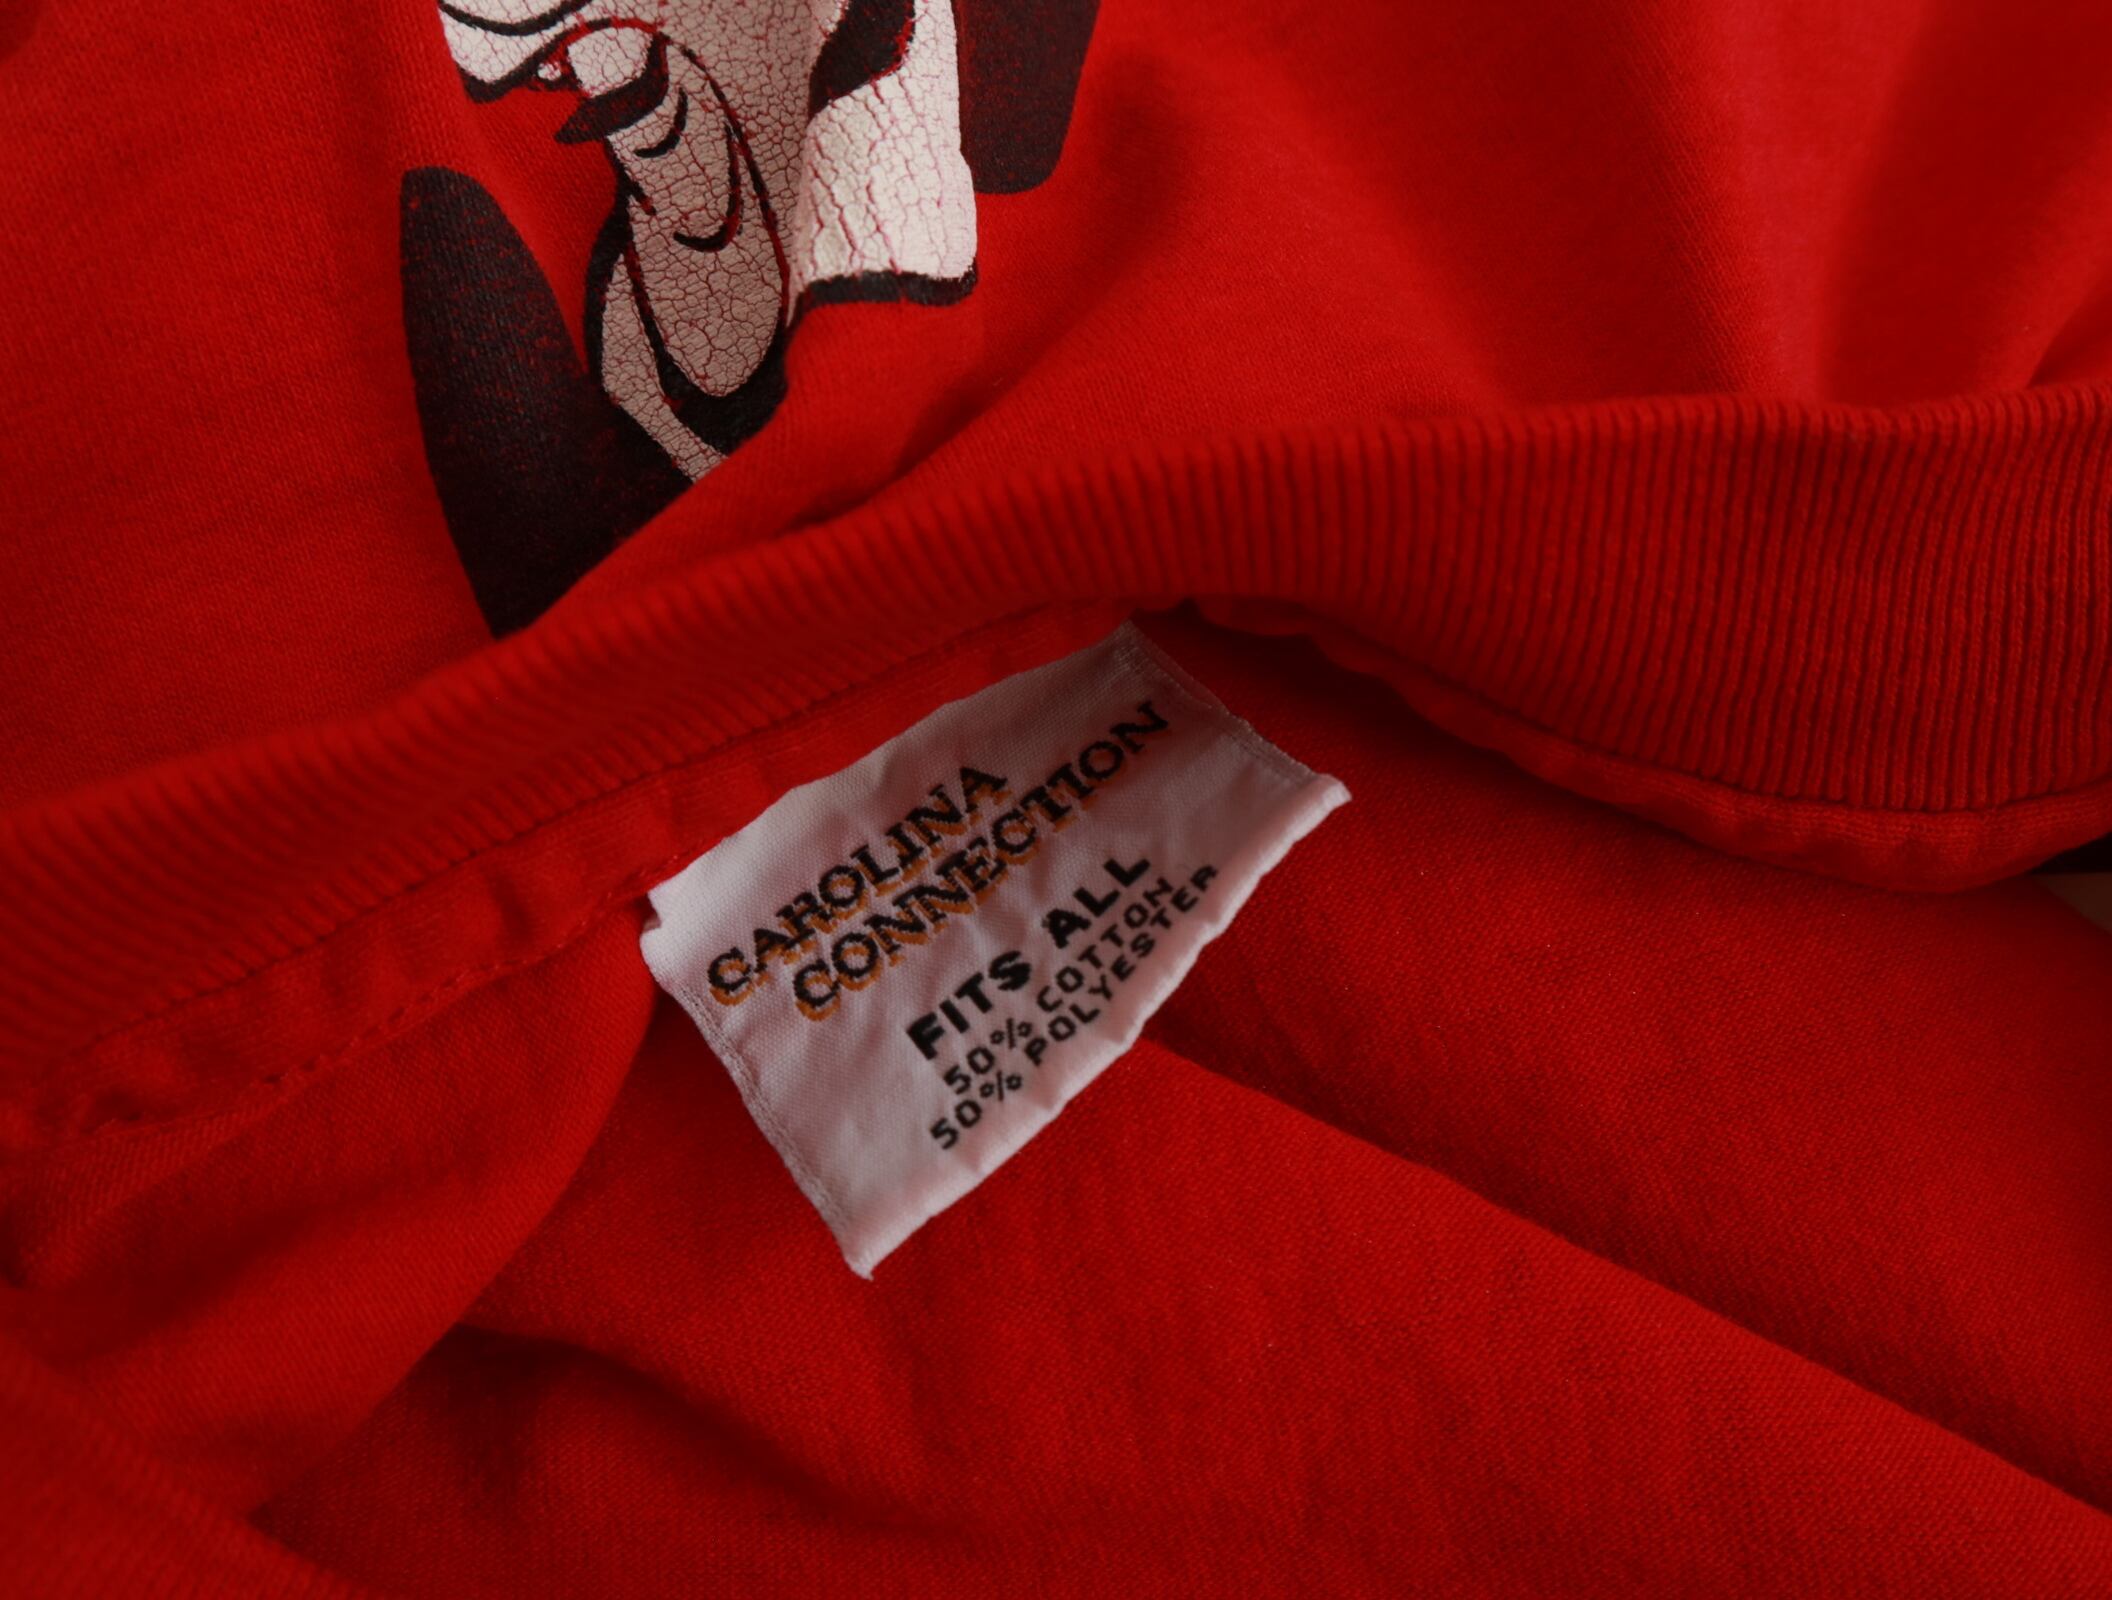 CAROLINA
CONNECTION
FITS ALL
50% COTTON
50% POLYESTER